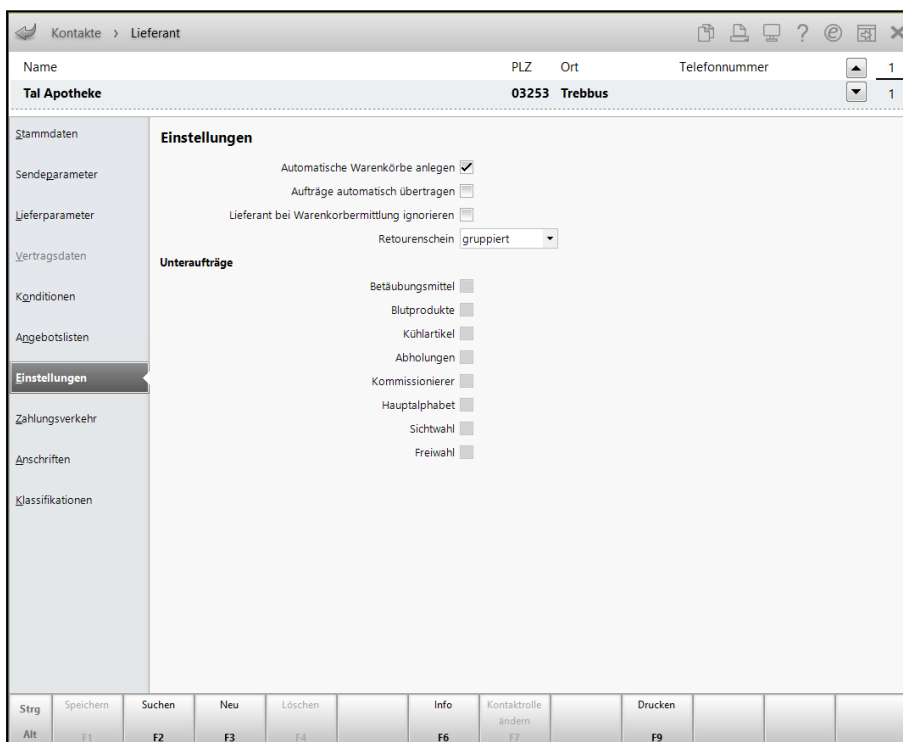 Kontakte > Lieferant
Name PLZ Ort Telefonnummer 1
Tal Apotheke 03253 Trebbus 1
Stammdaten
Sendeparameter
Lieferparameter
Vertragsdaten
Konditionen
Angebotslisten
Einstellungen
Zahlungsverkehr
Anschriften
Klassifikationen
Einstellungen
Automatische Warenkörbe anlegen
Aufträge automatisch übertragen
Lieferant bei Warenkorbermittlung ignorieren
Retourenschein gruppiert
Unteraufträge
Betäubungsmittel
Blutprodukte
Kühlartikel
Abholungen
Kommissionierer
Hauptalphabet
Sichtwahl
Freiwahl
Strg Speichern Suchen Neu Löschen Info Kontaktrolle ändern Drucken
Alt F1 F2 F3 F4 F6 F7 F9